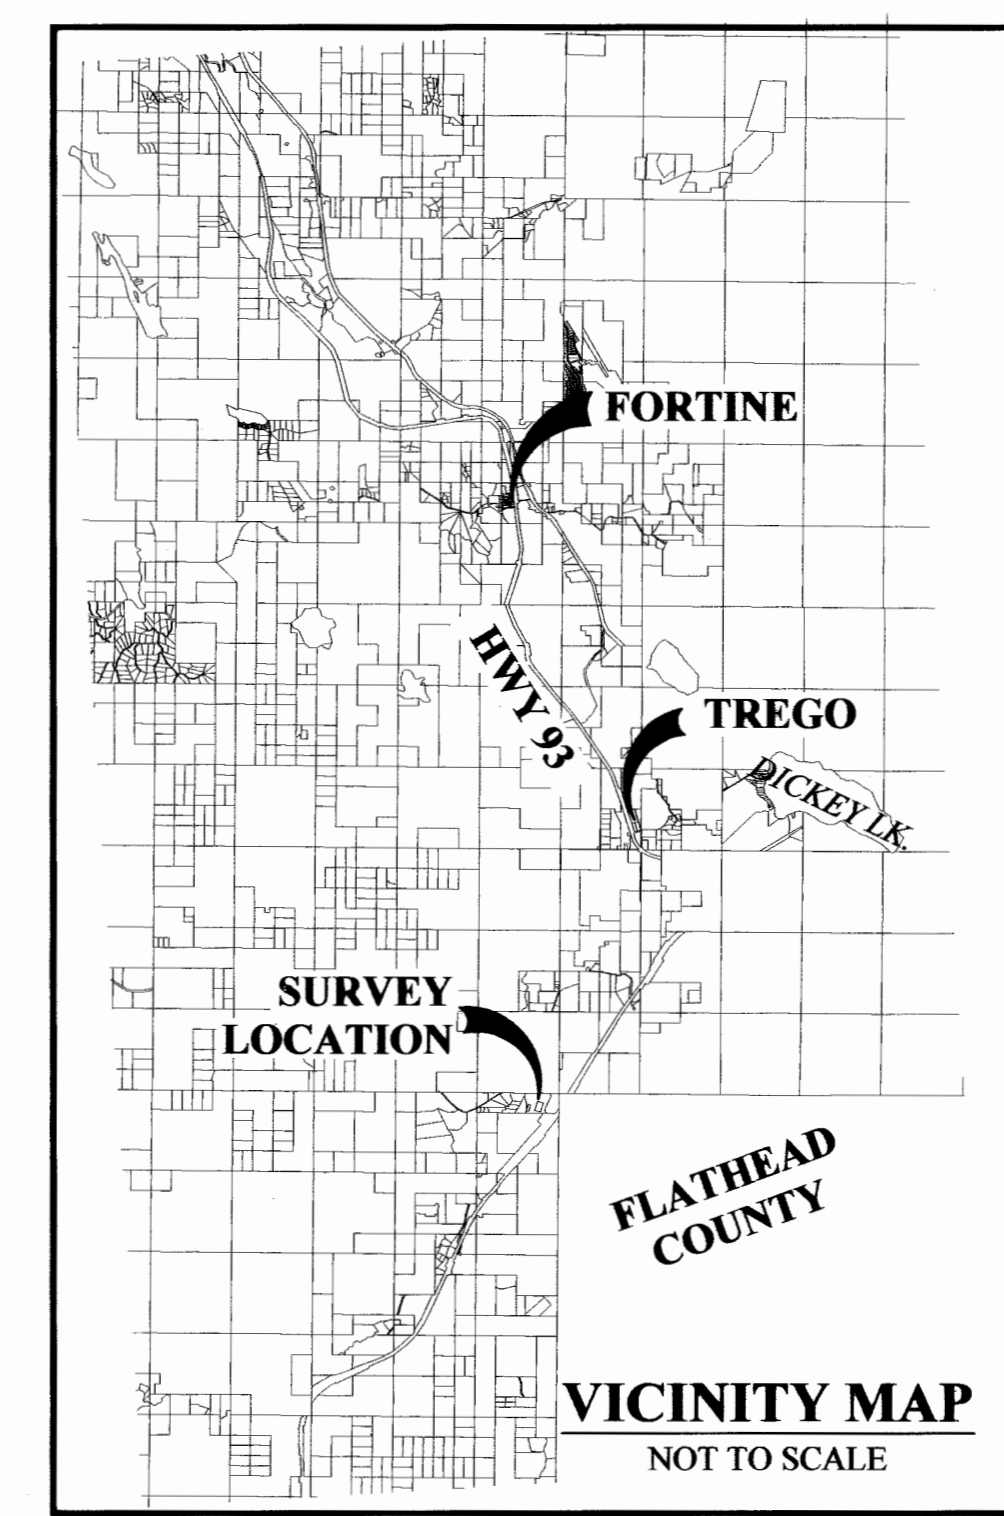 FORTINE
HWY 93
TREGO
DICKEY LK.
SURVEY
LOCATION
FLATHEAD
COUNTY
VICINITY MAP
NOT TO SCALE